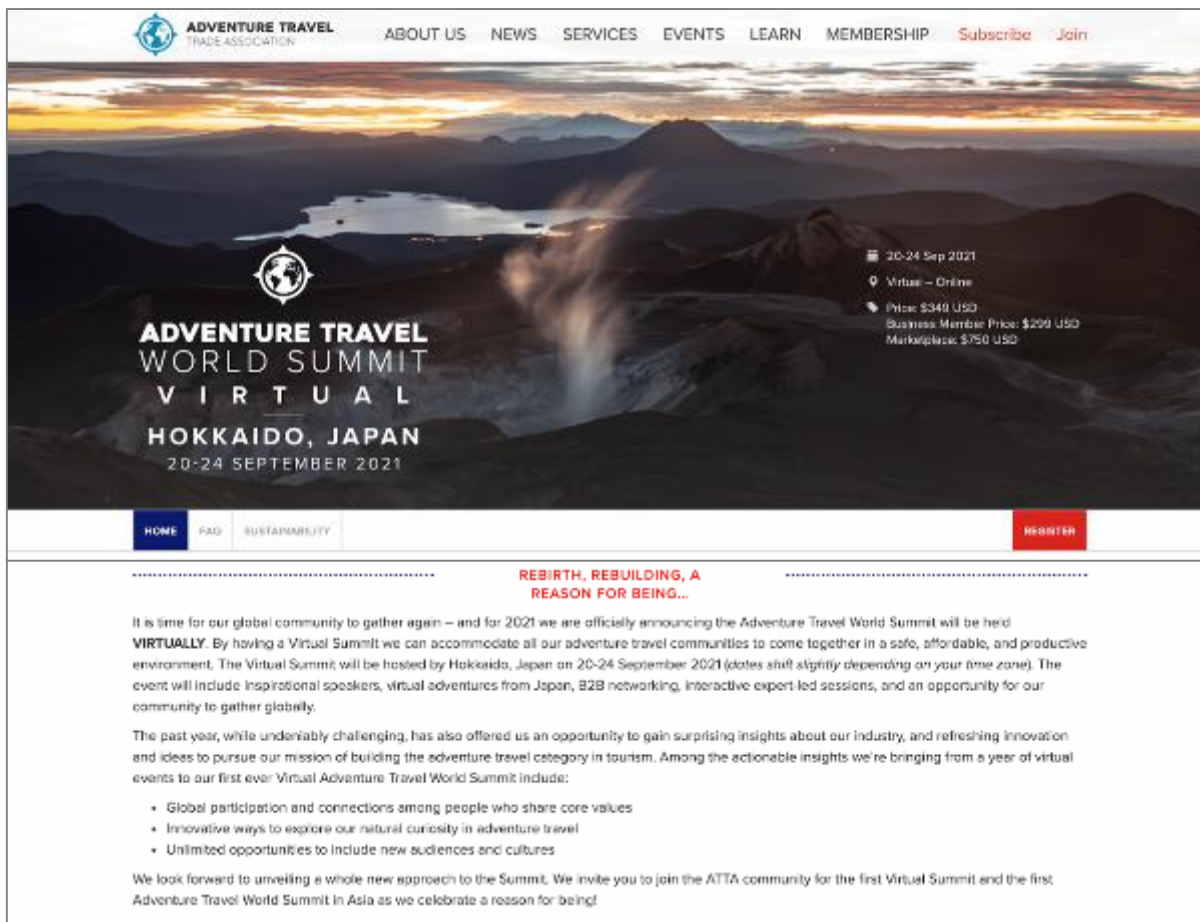 ADVENTURE TRAVEL
TRADE ASSOCIATION
ABOUT US NEWS SERVICES EVENTS LEARN MEMBERSHIP Subscribe Join
20-24 Sep 2021
Virtual – Online
Price: $349 USD
Business Member Price: $299 USD
Marketplace: $750 USD
ADVENTURE TRAVEL
WORLD SUMMIT
VIRTUAL
HOKKAIDO, JAPAN
20-24 SEPTEMBER 2021
HOME FAQ SUSTAINABILITY REGISTER
REBIRTH, REBUILDING, A
REASON FOR BEING...
It is time for our global community to gather again – and for 2021 we are officially announcing the Adventure Travel World Summit will be held
VIRTUALLY. By having a Virtual Summit we can accommodate all our adventure travel communities to come together in a safe, affordable, and productive
environment. The Virtual Summit will be hosted by Hokkaido, Japan on 20-24 September 2021 (dates shift slightly depending on your time zone). The
event will include inspirational speakers, virtual adventures from Japan, B2B networking, interactive expert-led sessions, and an opportunity for our
community to gather globally.
The past year, while undeniably challenging, has also offered us an opportunity to gain surprising insights about our industry, and refreshing innovation
and ideas to pursue our mission of building the adventure travel category in tourism. Among the actionable insights we're bringing from a year of virtual
events to our first ever Virtual Adventure Travel World Summit include:
• Global participation and connections among people who share core values
• Innovative ways to explore our natural curiosity in adventure travel
• Unlimited opportunities to include new audiences and cultures
We look forward to unveiling a whole new approach to the Summit. We invite you to join the ATTA community for the first Virtual Summit and the first
Adventure Travel World Summit in Asia as we celebrate a reason for being!